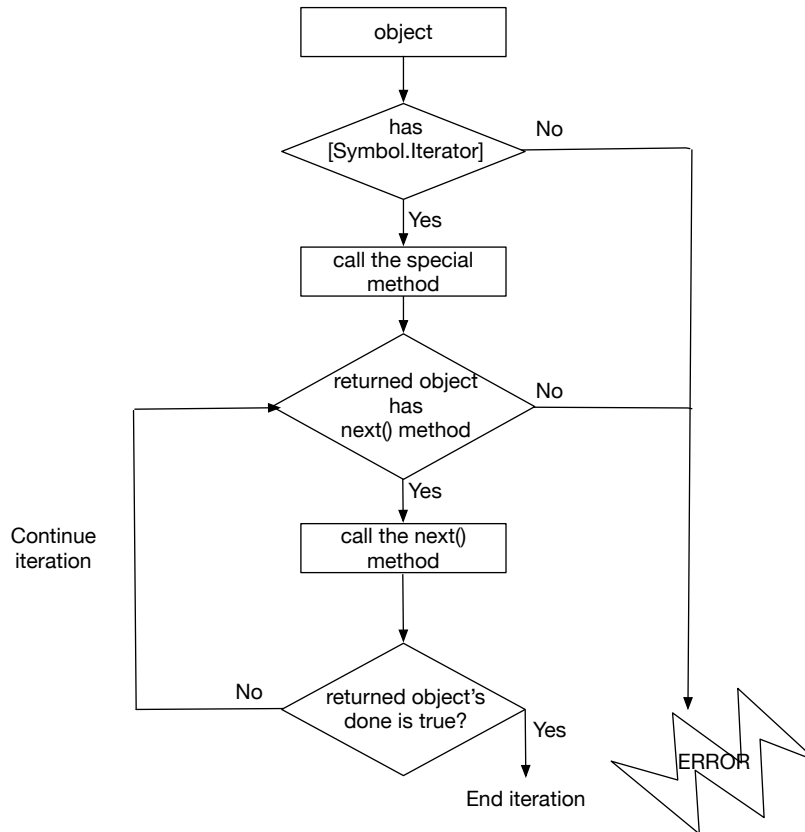 object
has
[Symbol.Iterator]
No
Yes
call the special
method
returned object
has
next() method
No
Yes
call the next()
method
Continue
iteration
No
returned object's
done is true?
Yes
ERROR
End iteration